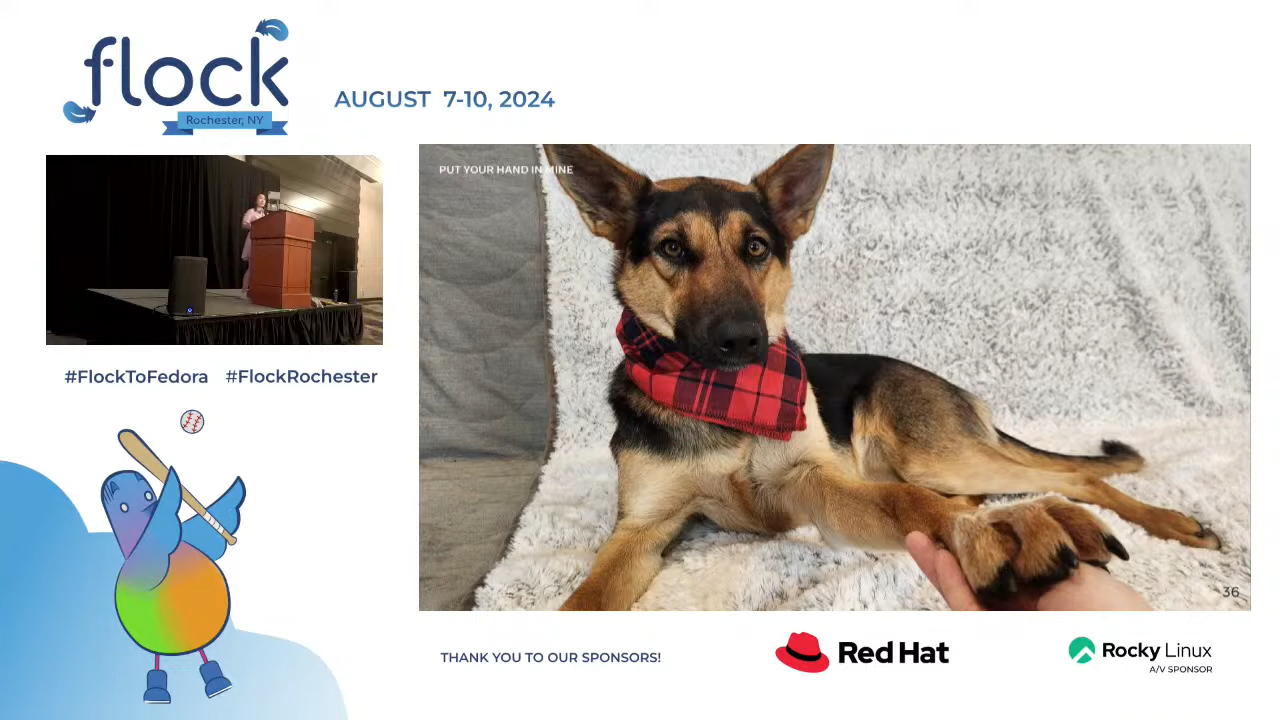 flock
Rochester, NY
AUGUST 7-10, 2024
PUT YOUR HAND IN MINE
#FlockToFedora #FlockRochester
36
THANK YOU TO OUR SPONSORS!
Red Hat
Rocky Linux
A/V SPONSOR